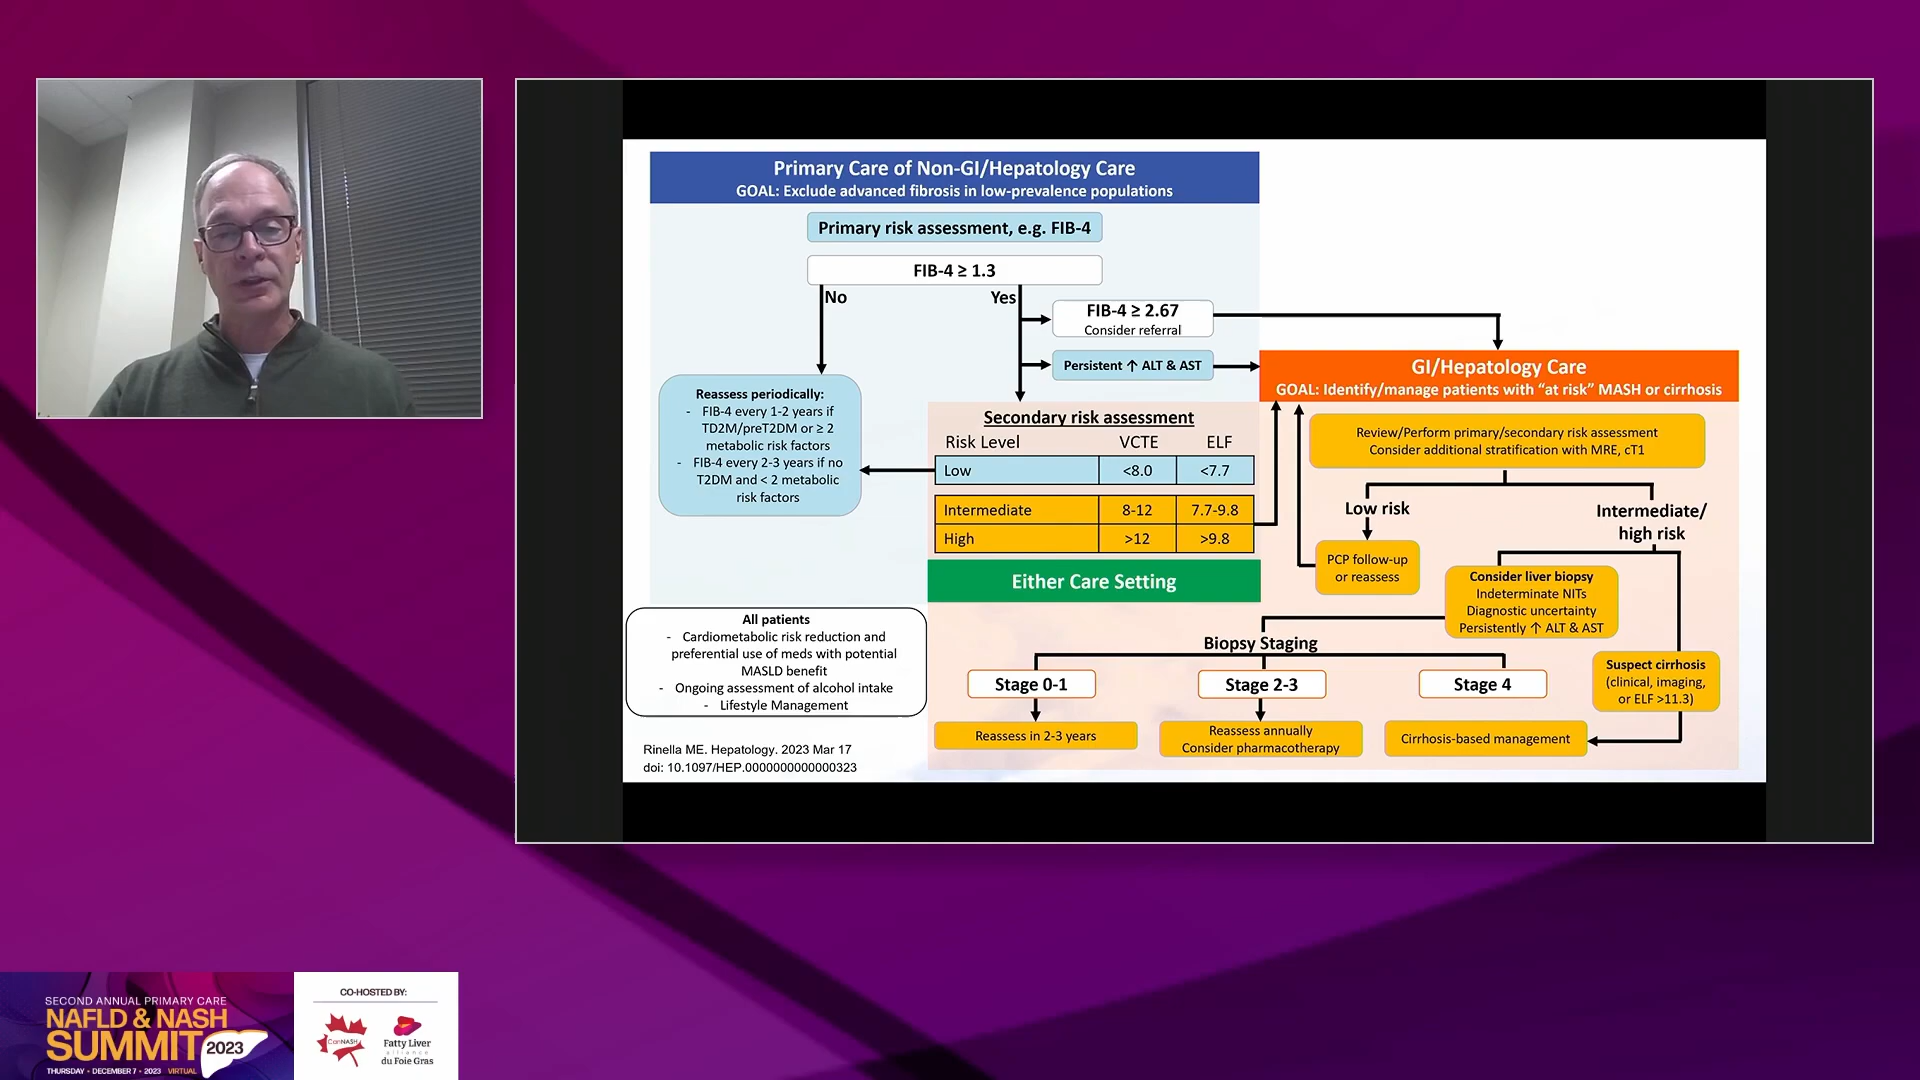 Primary Care of Non-GI/Hepatology Care
GOAL: Exclude advanced fibrosis in low-prevalence populations
Primary risk assessment, e.g. FIB-4
FIB-4 ≥ 1.3
No
Yes
FIB-4 ≥ 2.67
Consider referral
Persistent ↑ ALT & AST
Reassess periodically:
- FIB-4 every 1-2 years if
TD2M/preT2DM or ≥ 2
metabolic risk factors
- FIB-4 every 2-3 years if no
T2DM and < 2 metabolic
risk factors
Secondary risk assessment
Risk Level VCTE ELF
Low <8.0 <7.7
Intermediate 8-12 7.7-9.8
High >12 >9.8
Either Care Setting
GI/Hepatology Care
GOAL: Identify/manage patients with “at risk” MASH or cirrhosis
Review/Perform primary/secondary risk assessment
Consider additional stratification with MRE, cT1
Low risk
Intermediate/
high risk
PCP follow-up
or reassess
Consider liver biopsy
Indeterminate NITs
Diagnostic uncertainty
Persistently ↑ ALT & AST
Suspect cirrhosis
(clinical, imaging,
or ELF >11.3)
Biopsy Staging
Stage 0-1
Stage 2-3
Stage 4
Reassess in 2-3 years
Reassess annually
Consider pharmacotherapy
Cirrhosis-based management
All patients
- Cardiometabolic risk reduction and
preferential use of meds with potential
MASLD benefit
- Ongoing assessment of alcohol intake
- Lifestyle Management
Rinella ME. Hepatology. 2023 Mar 17
doi: 10.1097/HEP.0000000000000323
SECOND ANNUAL PRIMARY CARE
NAFLD & NASH
SUMMIT 2023
THURSDAY • DECEMBER 7 • 2023 VIRTUAL
CO-HOSTED BY:
CanNASH
Fatty Liver
alliance
du Foie Gras